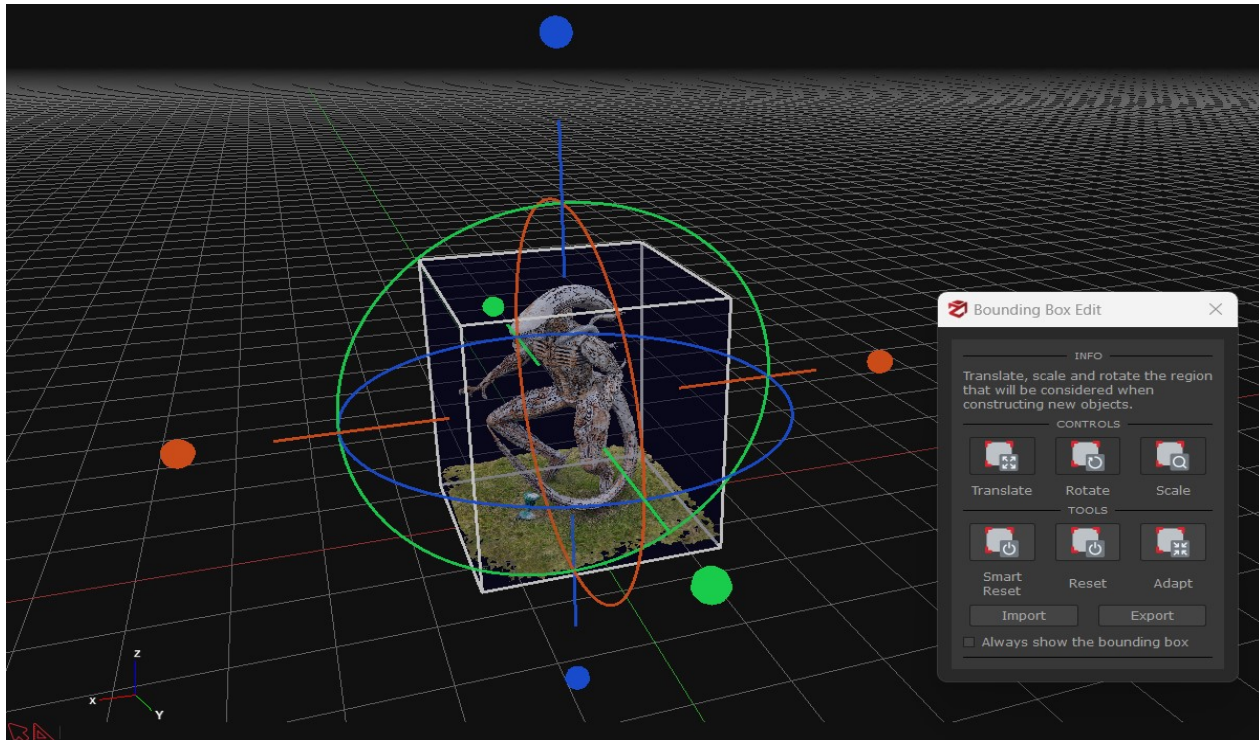 Bounding Box Edit
INFO
Translate, scale and rotate the region
that will be considered when
constructing new objects.
CONTROLS
Translate Rotate Scale
TOOLS
Smart
Reset Reset Adapt
Import Export
Always show the bounding box
z
x
Y